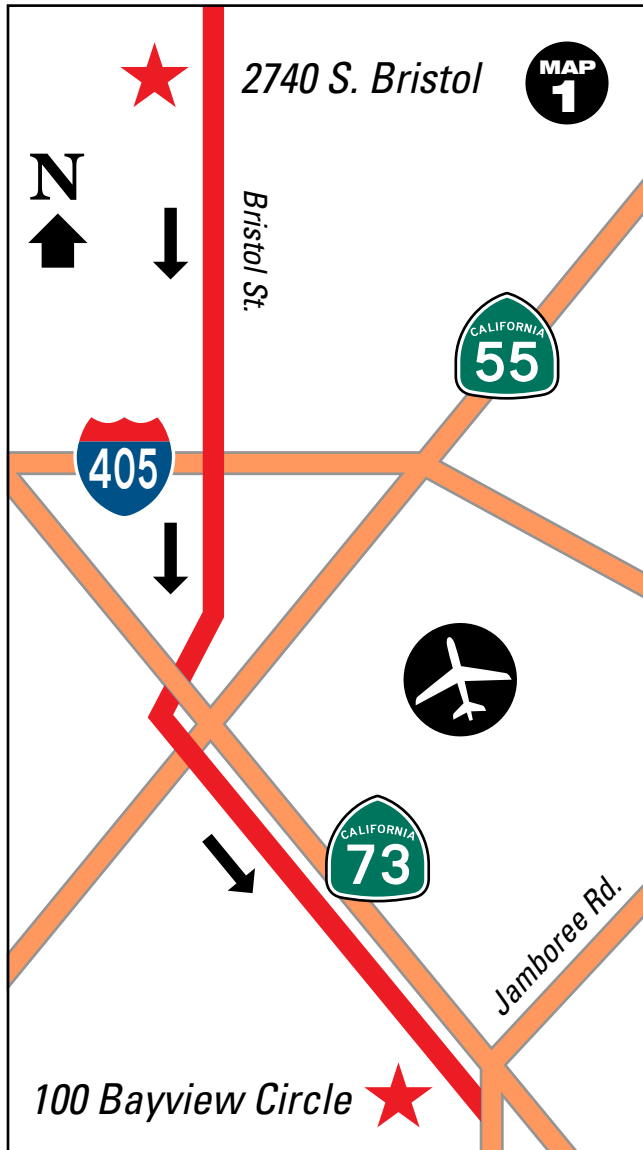 2740 S. Bristol
MAP
1
N
Bristol St.
CALIFORNIA
55
405
CALIFORNIA
73
Jamboree Rd.
100 Bayview Circle